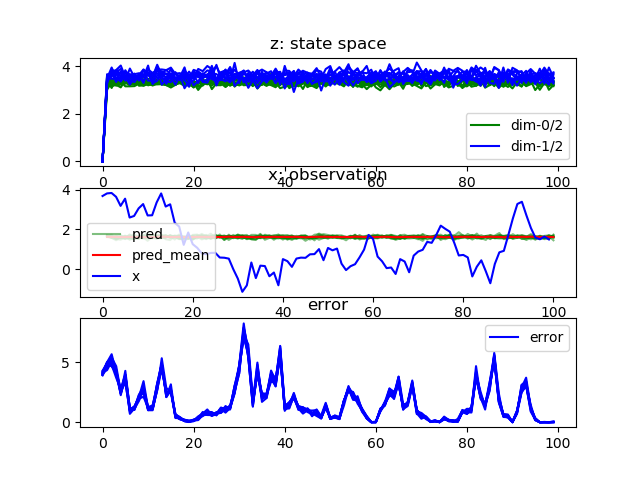 z: state space
4
2
0
dim-0/2
dim-1/2
0 20 40 60 80 100
x: observation
4
2
0
pred
pred_mean
x
0 20 40 60 80 100
error
5
0
error
0 20 40 60 80 100